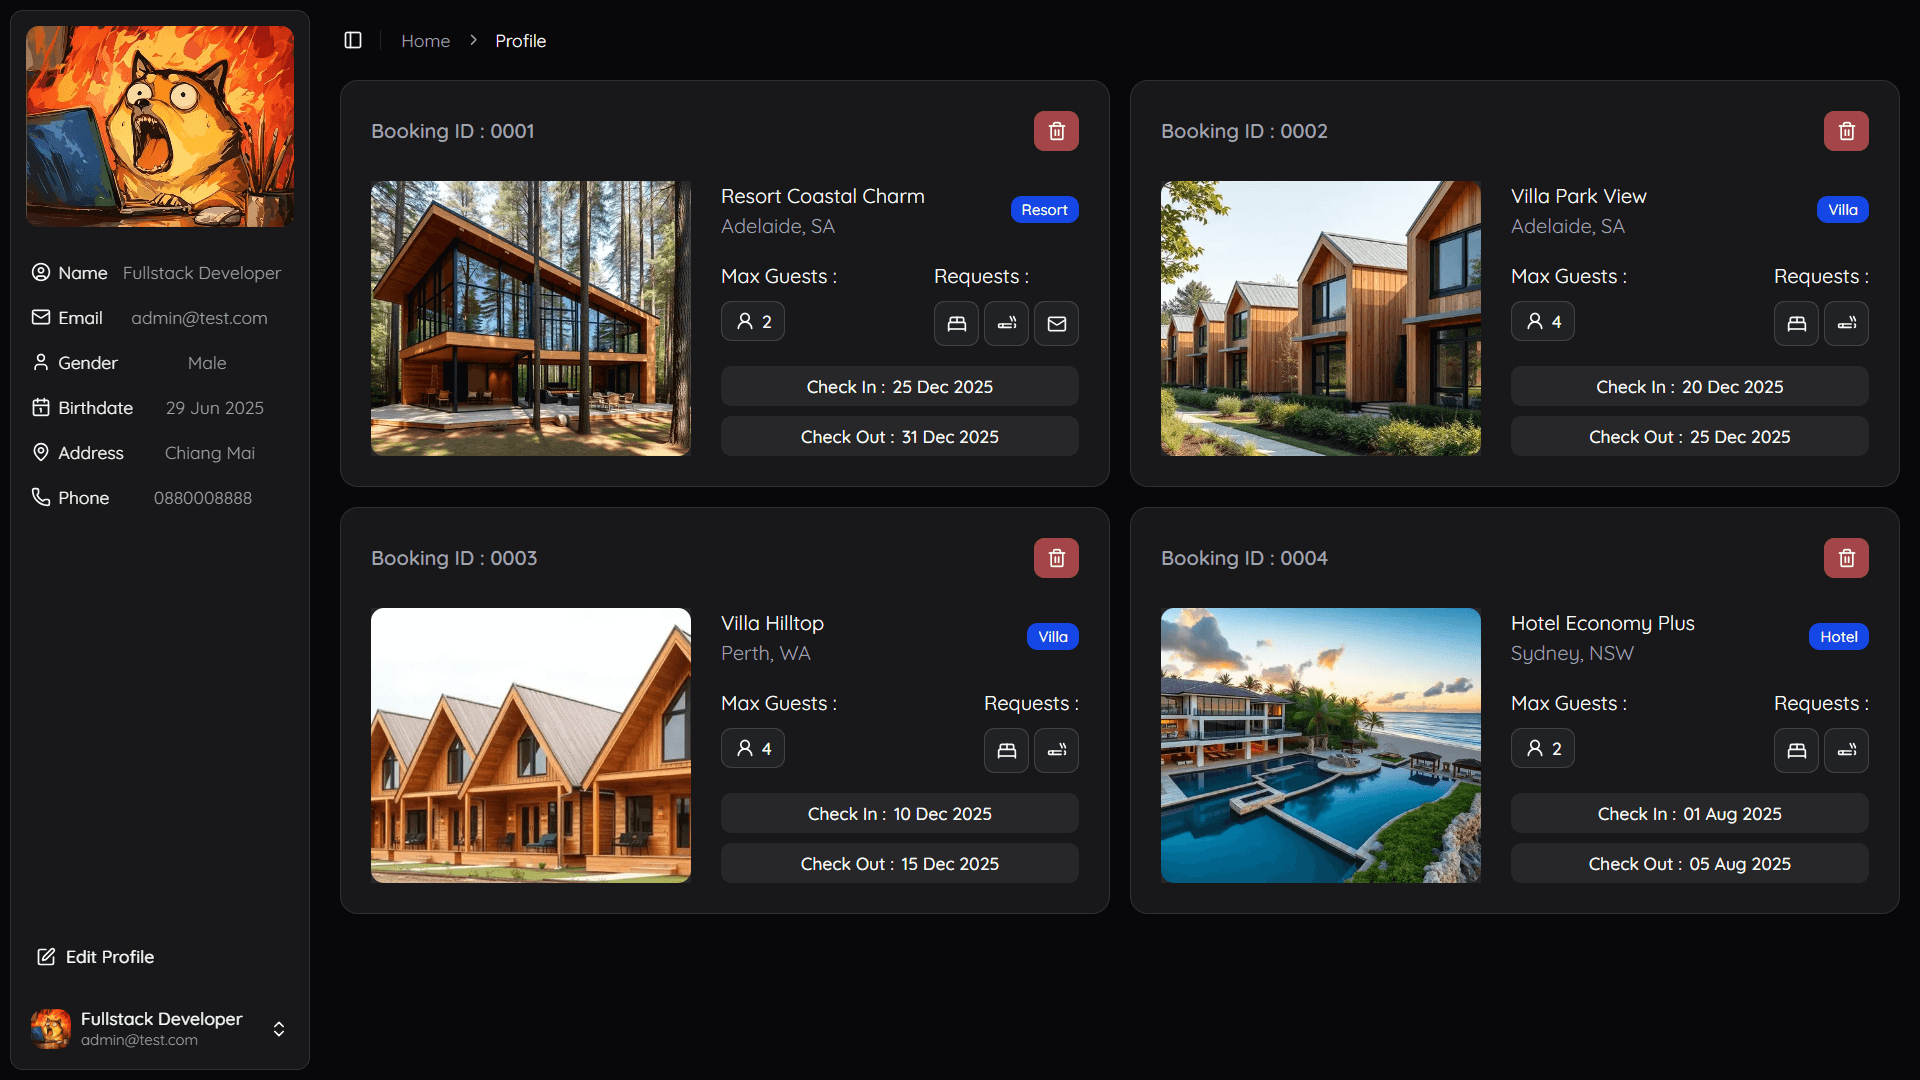 Name Fullstack Developer
Email admin@test.com
Gender Male
Birthdate 29 Jun 2025
Address Chiang Mai
Phone 0880008888
Edit Profile
Fullstack Developer
admin@test.com
Home > Profile
Booking ID : 0001
Resort Coastal Charm
Adelaide, SA
Resort
Max Guests :
Requests :
2
Check In : 25 Dec 2025
Check Out : 31 Dec 2025
Booking ID : 0002
Villa Park View
Adelaide, SA
Villa
Max Guests :
Requests :
4
Check In : 20 Dec 2025
Check Out : 25 Dec 2025
Booking ID : 0003
Villa Hilltop
Perth, WA
Villa
Max Guests :
Requests :
4
Check In : 10 Dec 2025
Check Out : 15 Dec 2025
Booking ID : 0004
Hotel Economy Plus
Sydney, NSW
Hotel
Max Guests :
Requests :
2
Check In : 01 Aug 2025
Check Out : 05 Aug 2025